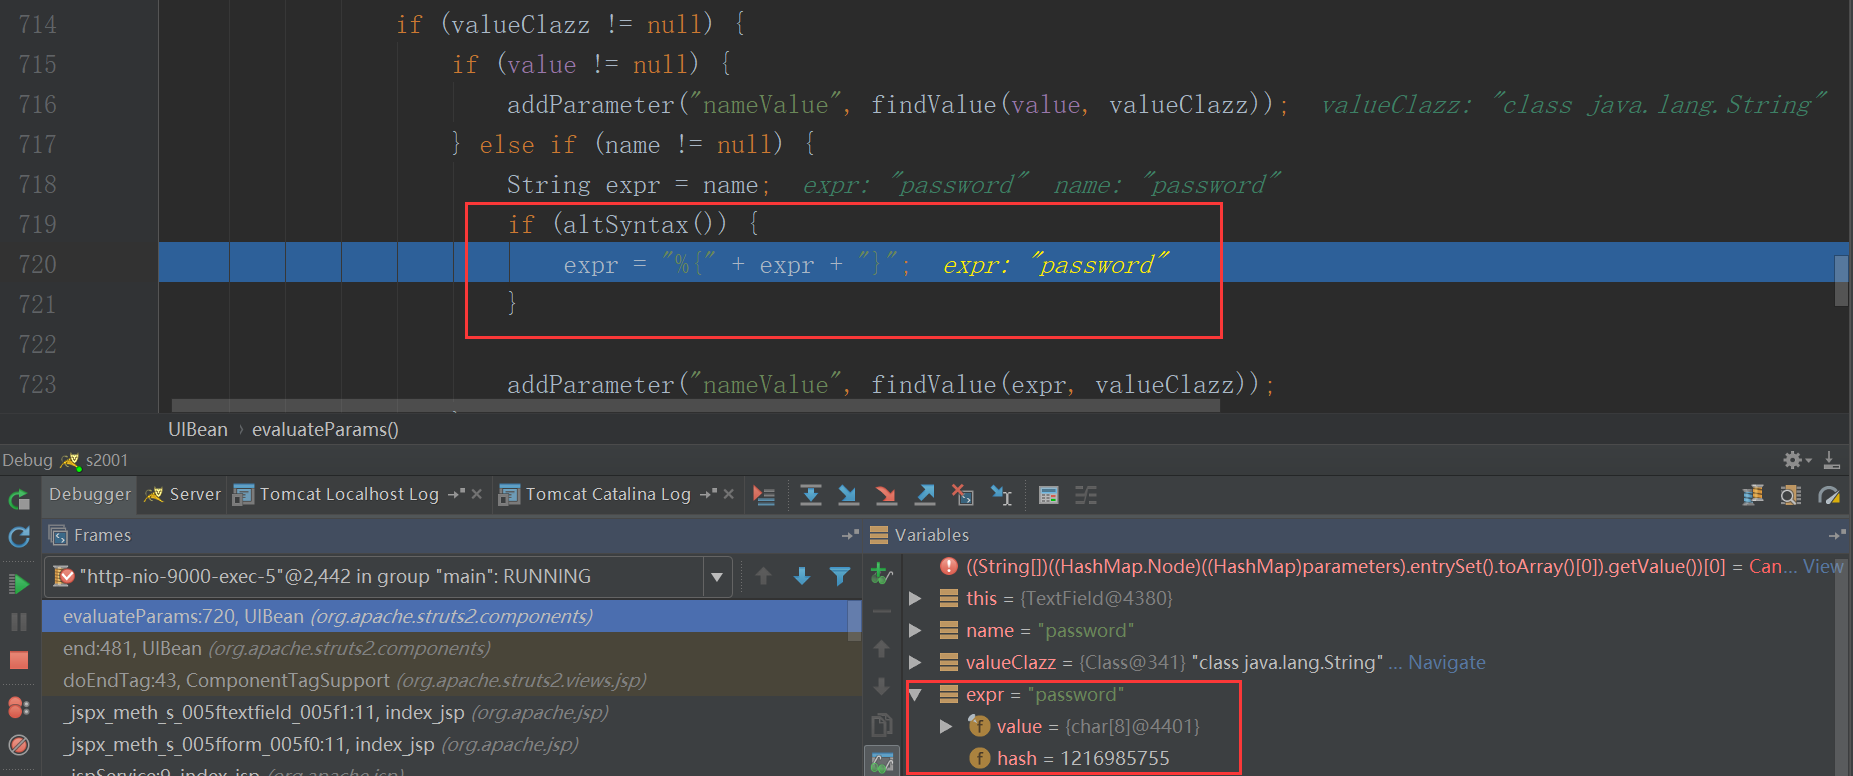 714 if (valueClazz != null) {
715 if (value != null) {
716 addParameter("nameValue", findValue(value, valueClazz)); valueClazz: "class java.lang.String"
717 } else if (name != null) {
718 String expr = name; expr: "password" name: "password"
719 if (altSyntax()) {
720 expr = "%{" + expr + "}"; expr: "password"
721 }
722
723 addParameter("nameValue", findValue(expr, valueClazz));
UIBean › evaluateParams()
Debug s2001
Debugger Server Tomcat Localhost Log Tomcat Catalina Log
Frames
Variables
"http-nio-9000-exec-5"@2,442 in group "main": RUNNING
evaluateParams:720, UIBean (org.apache.struts2.components)
end:481, UIBean (org.apache.struts2.components)
doEndTag:43, ComponentTagSupport (org.apache.struts2.views.jsp)
_jspx_meth_s_005ftextfield_005f1:11, index_jsp (org.apache.jsp)
_jspx_meth_s_005fform_005f0:11, index_jsp (org.apache.jsp)
_jspService:9, index_jsp (org.apache.jsp)
((String[])((HashMap.Node)((HashMap)parameters).entrySet().toArray()[0]).getValue())[0] = Can... View
this = {TextField@4380}
name = "password"
valueClazz = {Class@341} "class java.lang.String" ... Navigate
expr = "password"
value = {char[8]@4401}
hash = 1216985755